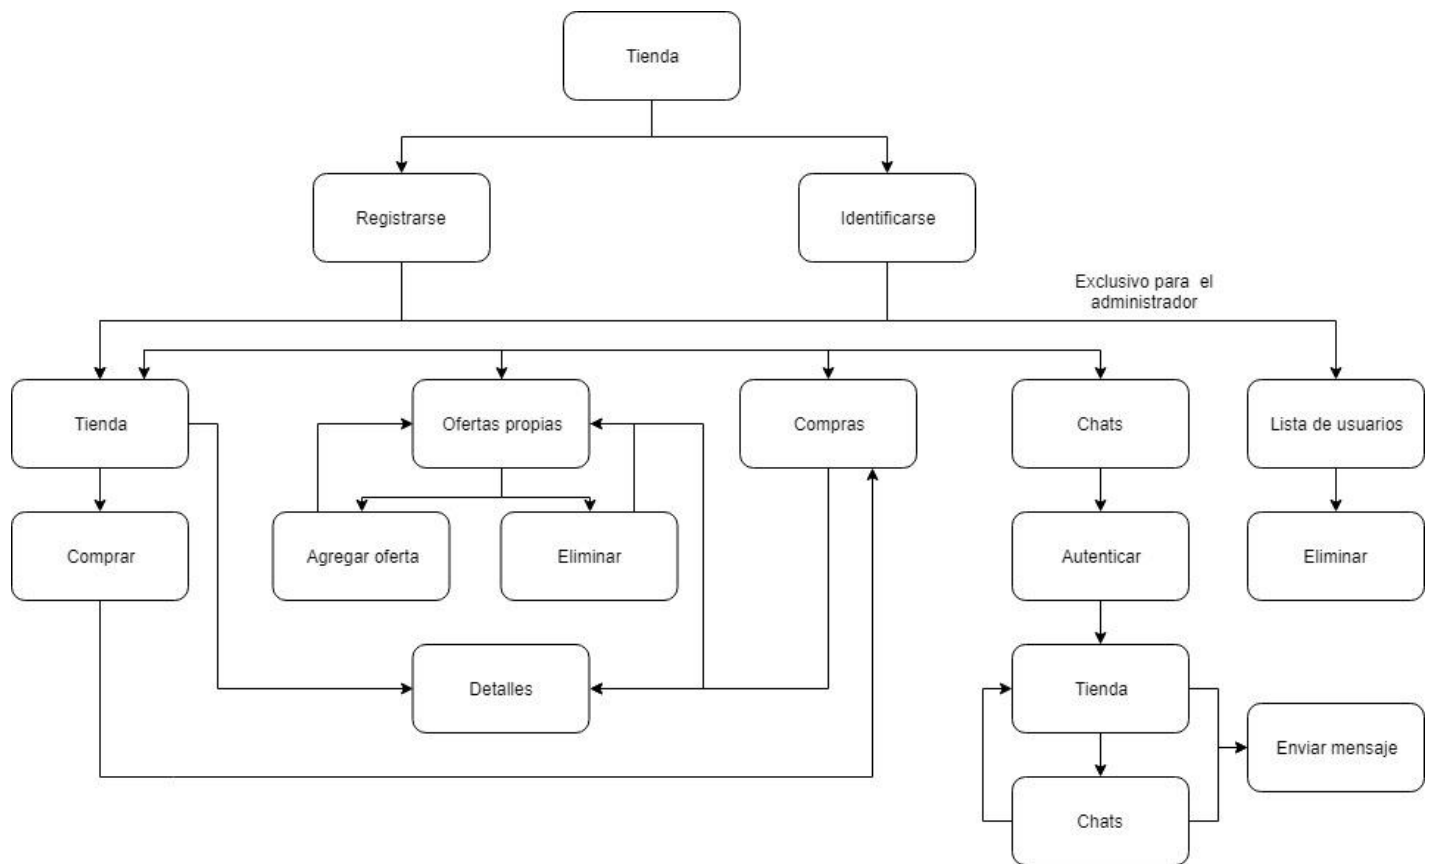 Tienda
Registrarse
Identificarse
Exclusivo para el
administrador
Tienda
Ofertas propias
Compras
Chats
Lista de usuarios
Comprar
Agregar oferta
Eliminar
Autenticar
Eliminar
Detalles
Tienda
Enviar mensaje
Chats